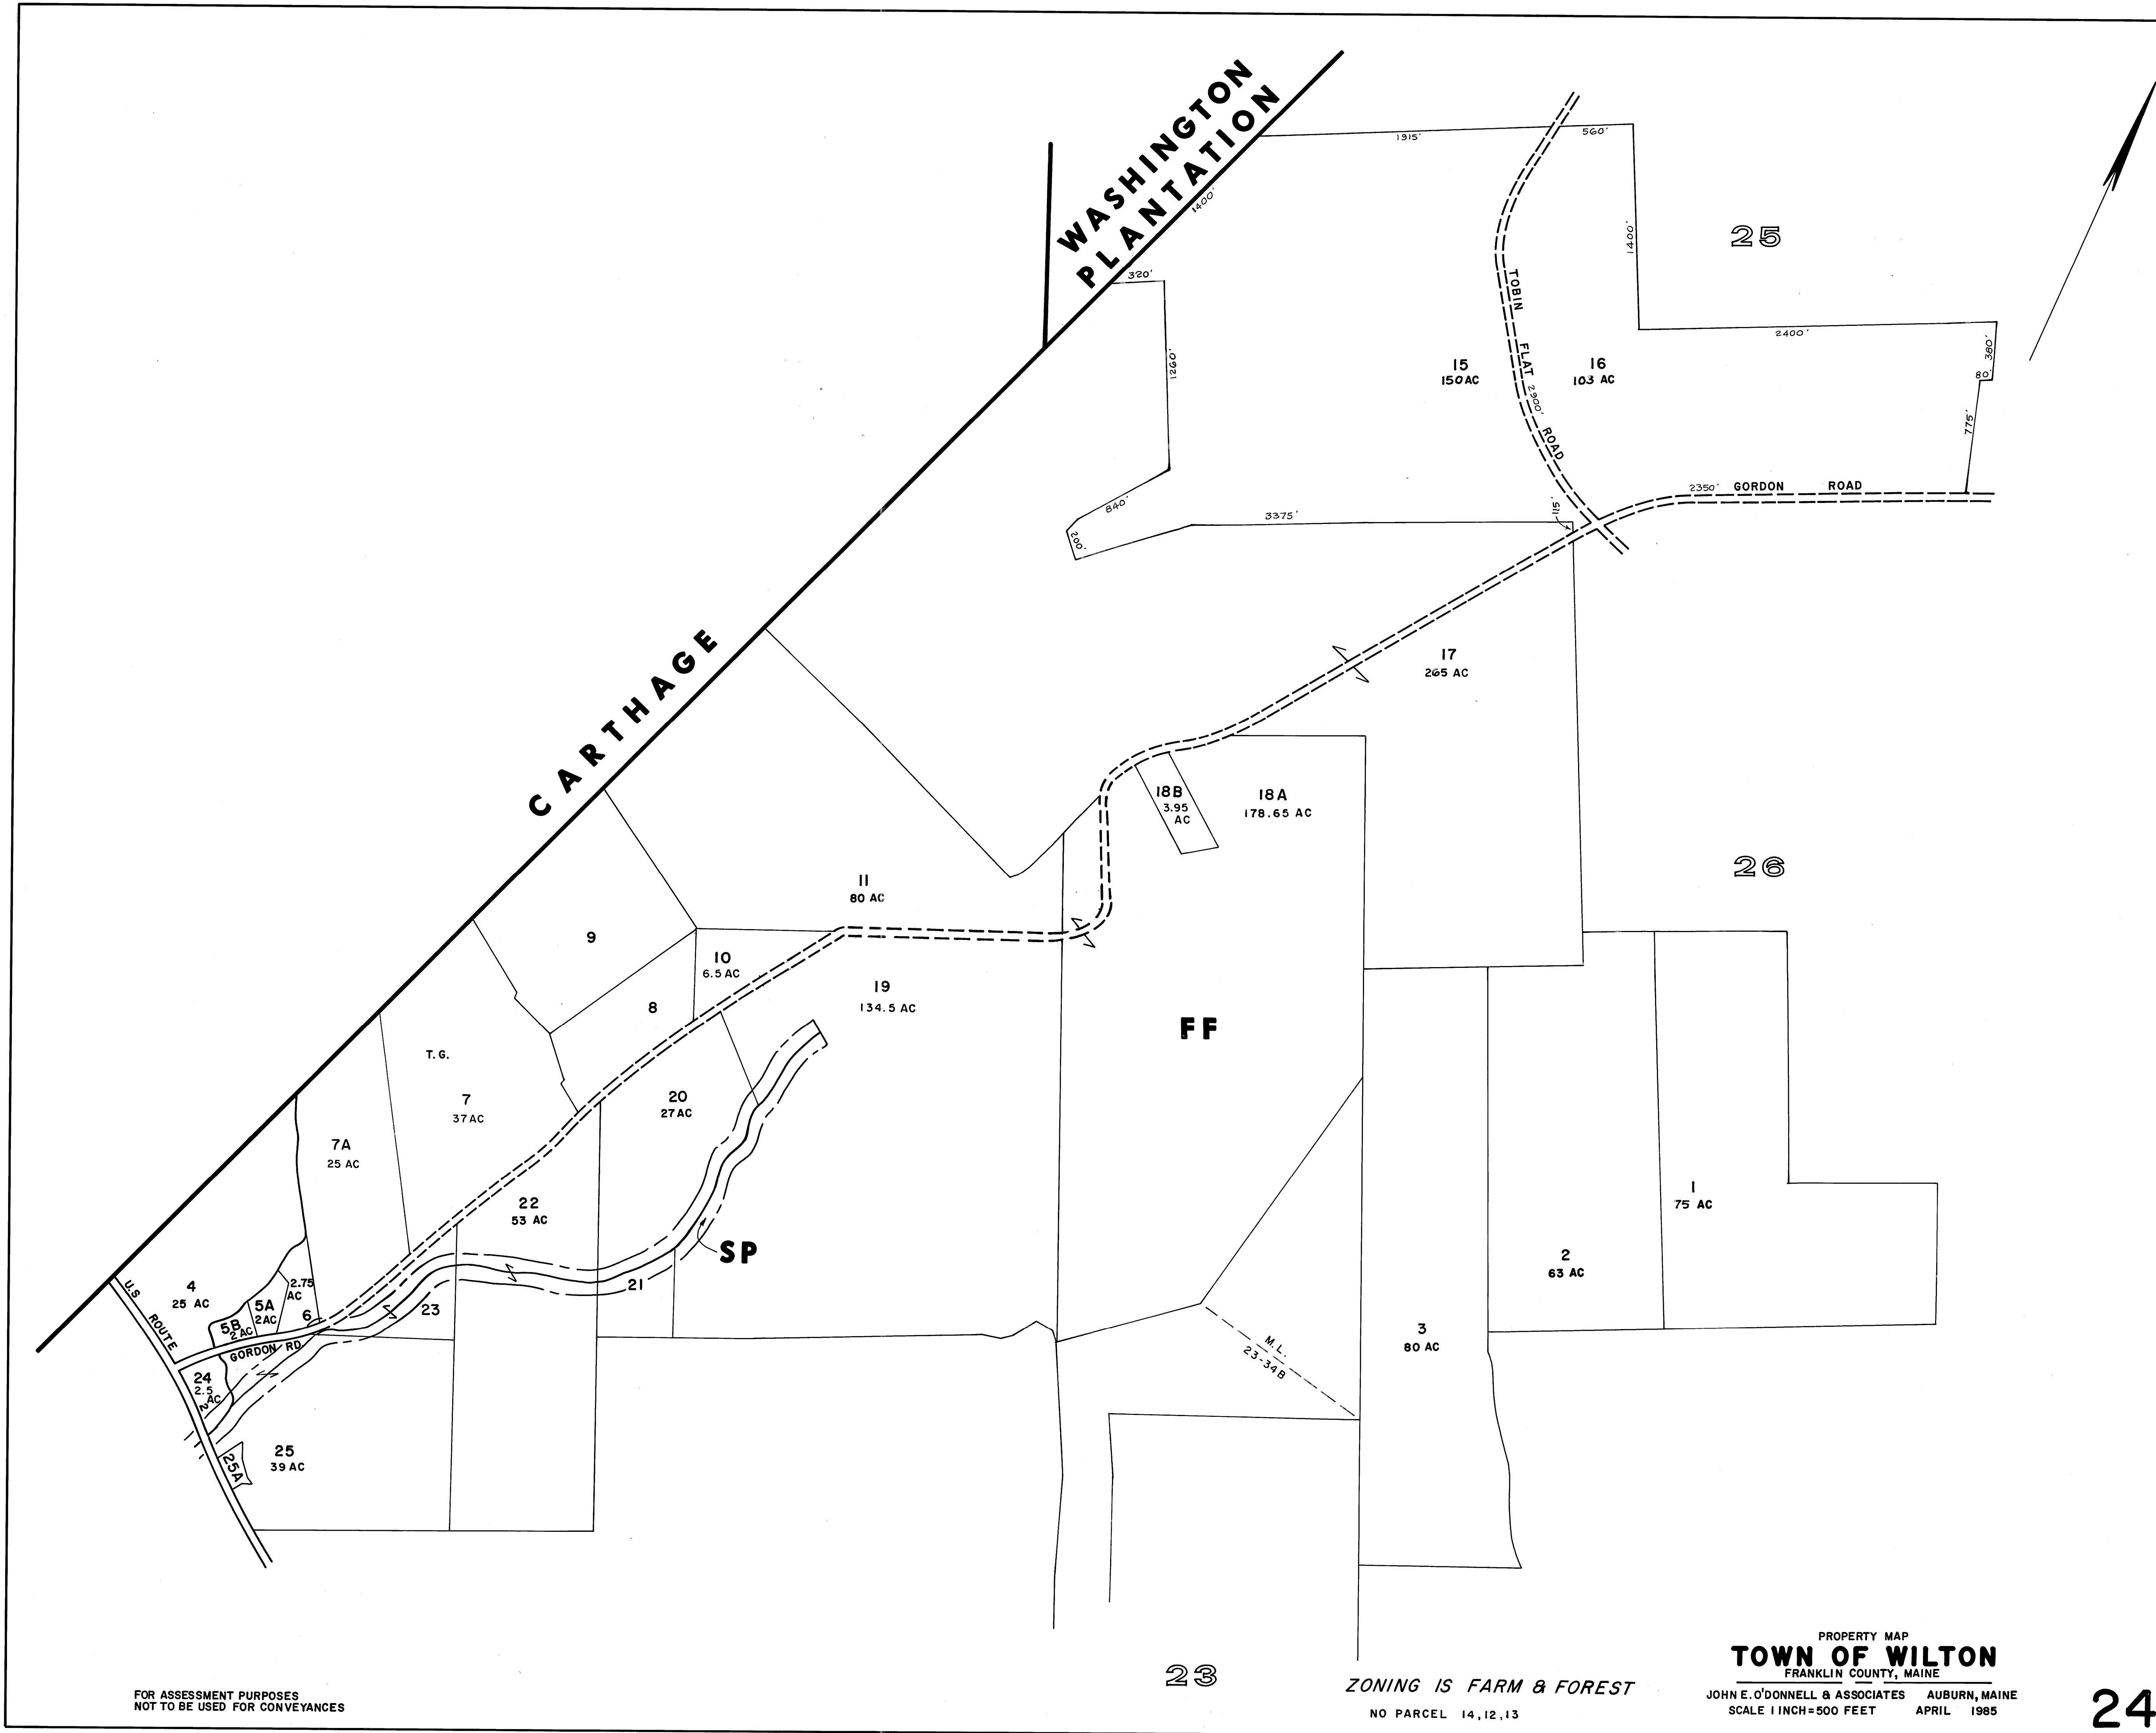 WASHINGTON
PLANTATION
1400'
1915'
560'
1400'
25
320'
1260'
TOBIN FLAT ROAD
2900'
2400'
380'
80'
775'
15
150AC
16
103 AC
840'
200'
3375'
115'
2350'
GORDON ROAD
CARTHAGE
17
265 AC
18B
3.95
AC
18A
178.65 AC
26
11
80 AC
9
10
6.5 AC
8
19
134.5 AC
FF
T.G.
7
37 AC
20
27 AC
7A
25 AC
22
53 AC
1
75 AC
SP
2
63 AC
21
4
25 AC
2.75
AC
5A
2 AC
6
23
5B
2 AC
U.S ROUTE 2
GORDON RD
3
80 AC
M.L.
23-34B
24
2.5
AC
25
39 AC
25A
23
ZONING IS FARM & FOREST
NO PARCEL 14,12,13
FOR ASSESSMENT PURPOSES
NOT TO BE USED FOR CONVEYANCES
PROPERTY MAP
TOWN OF WILTON
FRANKLIN COUNTY, MAINE
JOHN E. O'DONNELL & ASSOCIATES AUBURN, MAINE
SCALE 1 INCH=500 FEET APRIL 1985
24